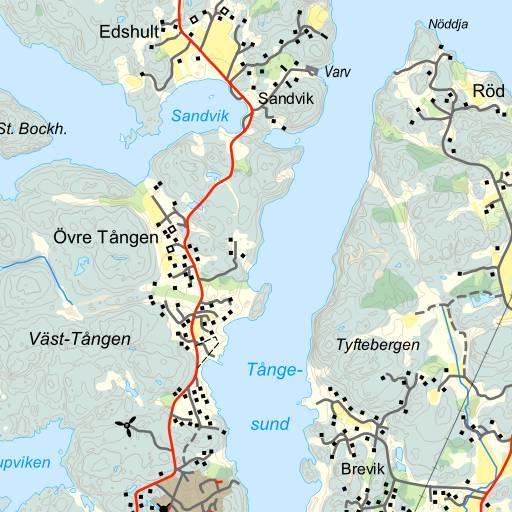 Nöddja
Edshult
Varv
Röd
Sandvik
Sandvik
St. Bockh.
Övre Tången
Väst-Tången
Tyftebergen
Tånge-
sund
upviken
Brevik